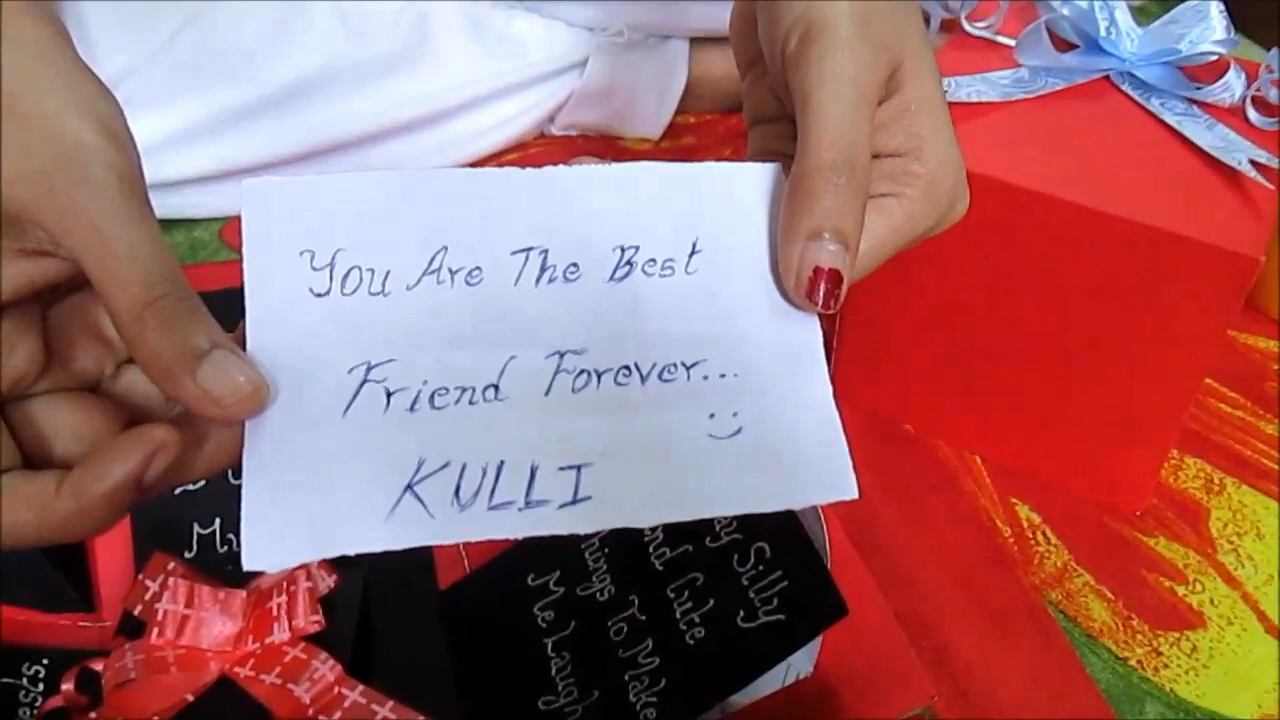 You Are The Best
Friend Forever...
KULLI
ay Silly
nd Cute
hings To Make
Me Laugh